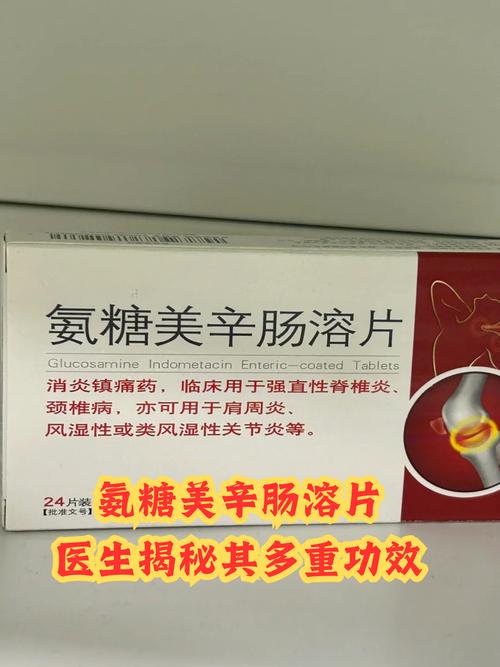 氨糖美辛肠溶片
Glucosamine Indometacin Enteric-coated Tablets
消炎镇痛药，临床用于强直性脊椎炎、
颈椎病，亦可用于肩周炎、
风湿性或类风湿性关节炎等。
24片装
【批准文号】
氨糖美辛肠溶片
医生揭秘其多重功效